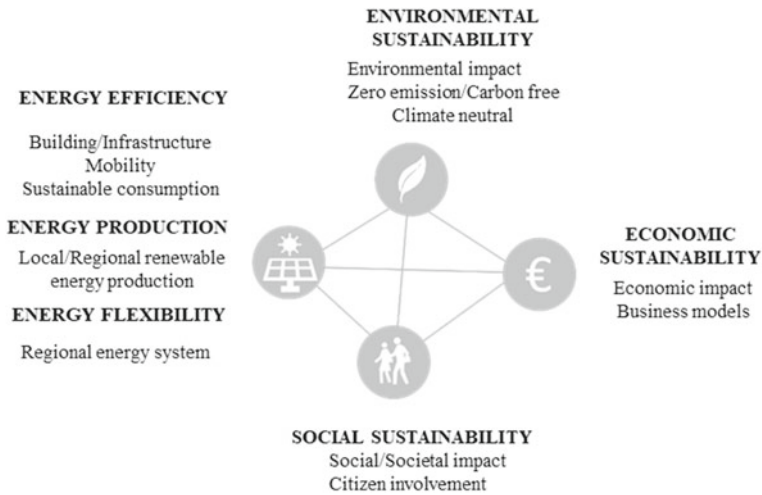 ENVIRONMENTAL
SUSTAINABILITY
Environmental impact
Zero emission/Carbon free
Climate neutral
ENERGY EFFICIENCY
Building/Infrastructure
Mobility
Sustainable consumption
ENERGY PRODUCTION
Local/Regional renewable
energy production
ENERGY FLEXIBILITY
Regional energy system
€
ECONOMIC
SUSTAINABILITY
Economic impact
Business models
SOCIAL SUSTAINABILITY
Social/Societal impact
Citizen involvement